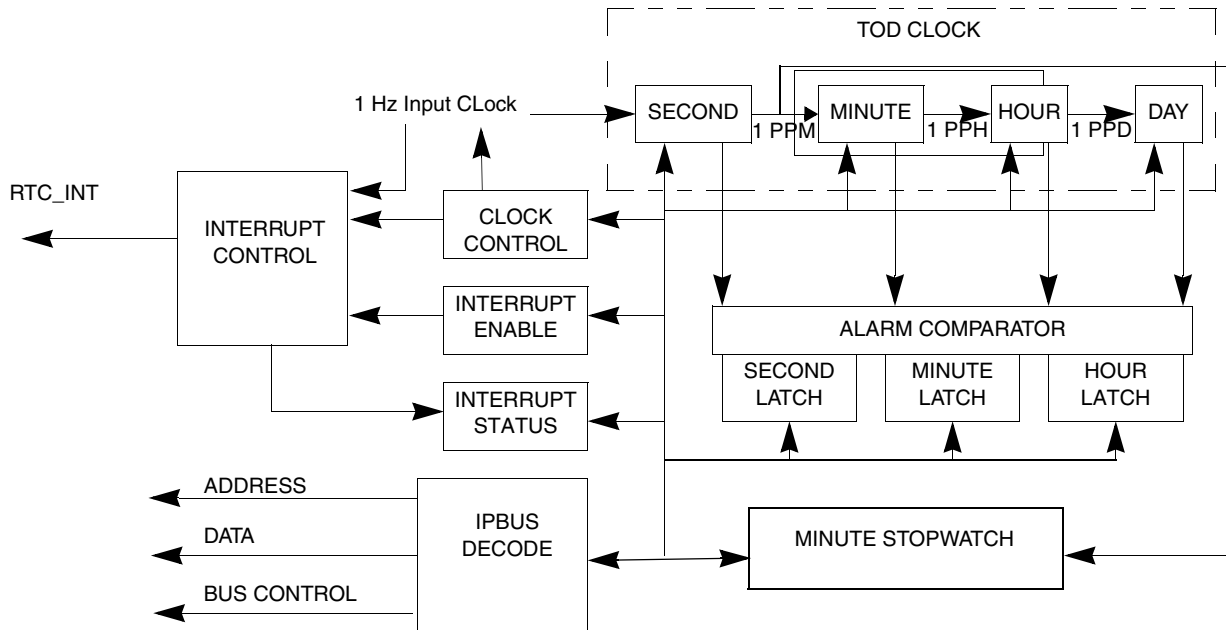 TOD CLOCK
1 Hz Input CLock
SECOND
1 PPM
MINUTE
1 PPH
HOUR
1 PPD
DAY
RTC_INT
INTERRUPT
CONTROL
CLOCK
CONTROL
INTERRUPT
ENABLE
ALARM COMPARATOR
SECOND
LATCH
MINUTE
LATCH
HOUR
LATCH
INTERRUPT
STATUS
ADDRESS
DATA
BUS CONTROL
IPBUS
DECODE
MINUTE STOPWATCH